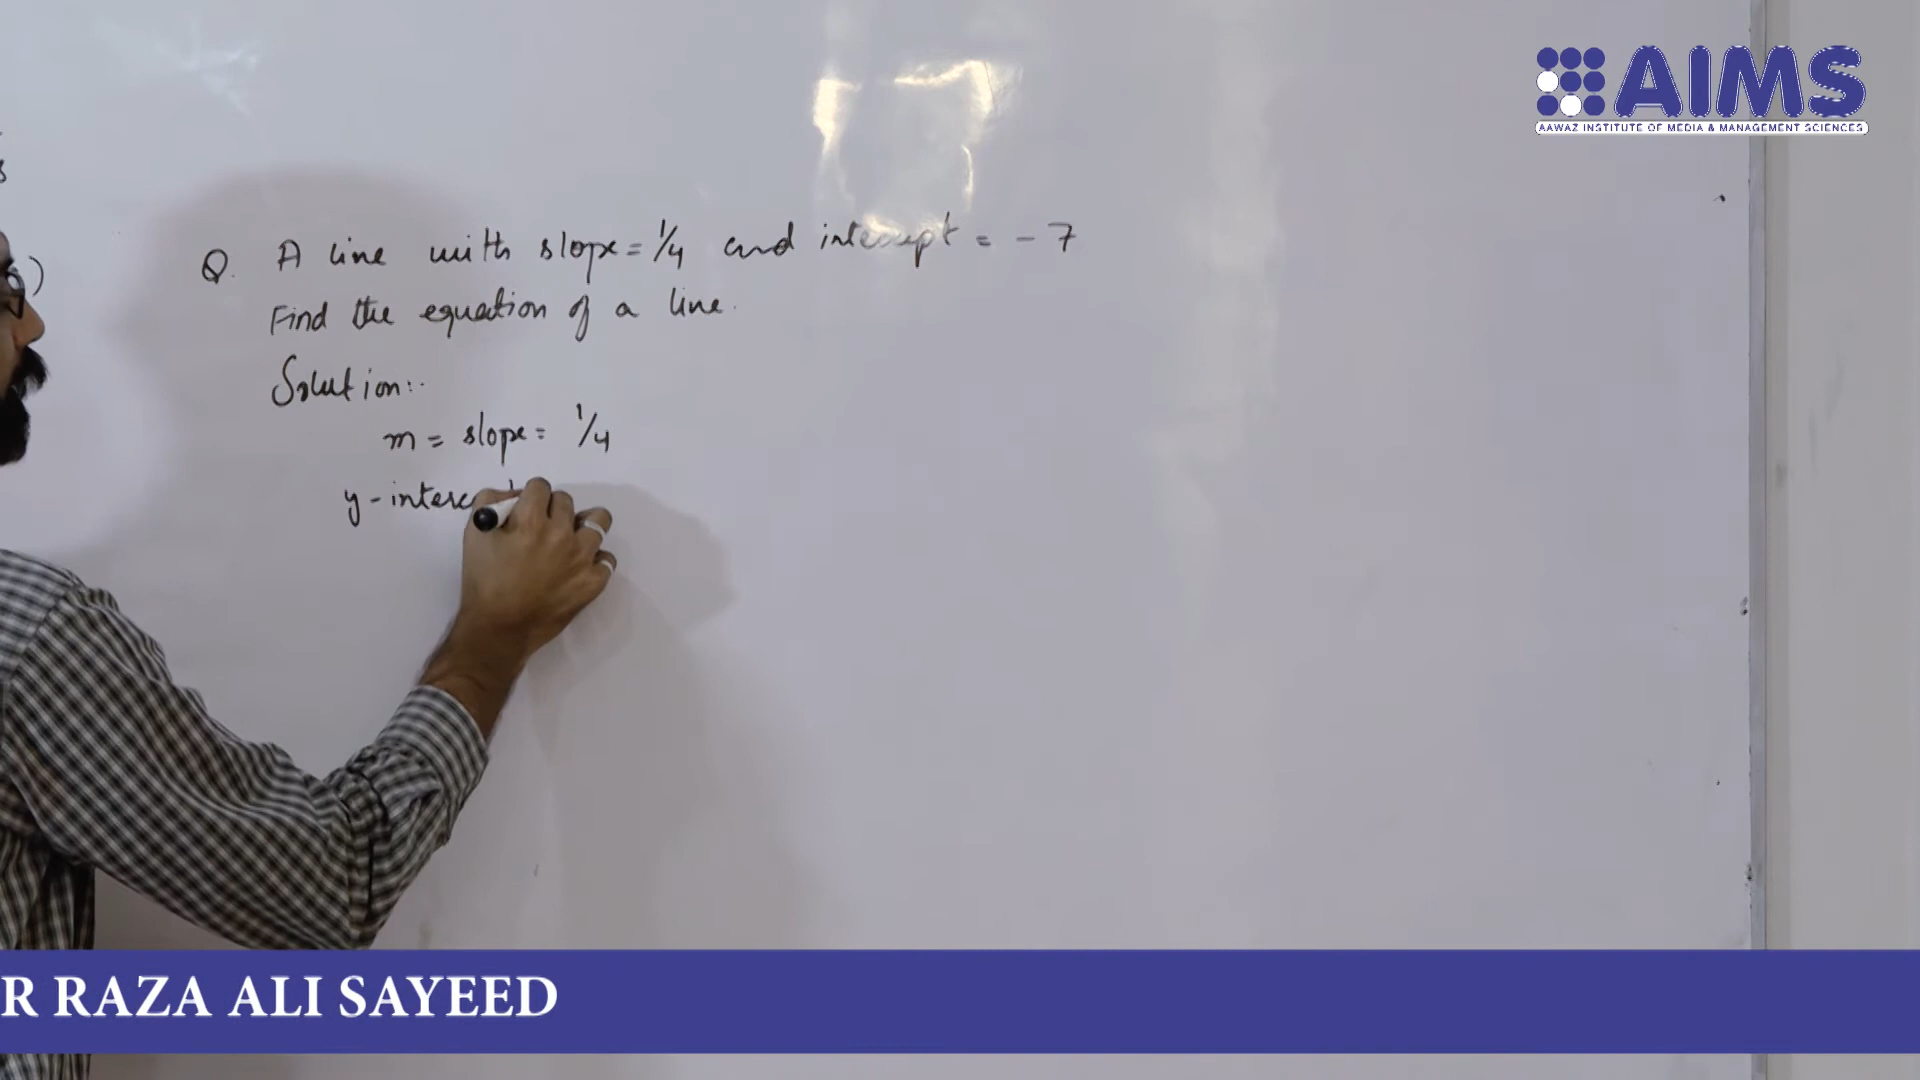 AIMS
AAWAZ INSTITUTE OF MEDIA & MANAGEMENT SCIENCES
s
)
Q. A line with slope = 1/4 and intercept = - 7
Find the equation of a line.
Solution:-
m = slope = 1/4
R RAZA ALI SAYEED